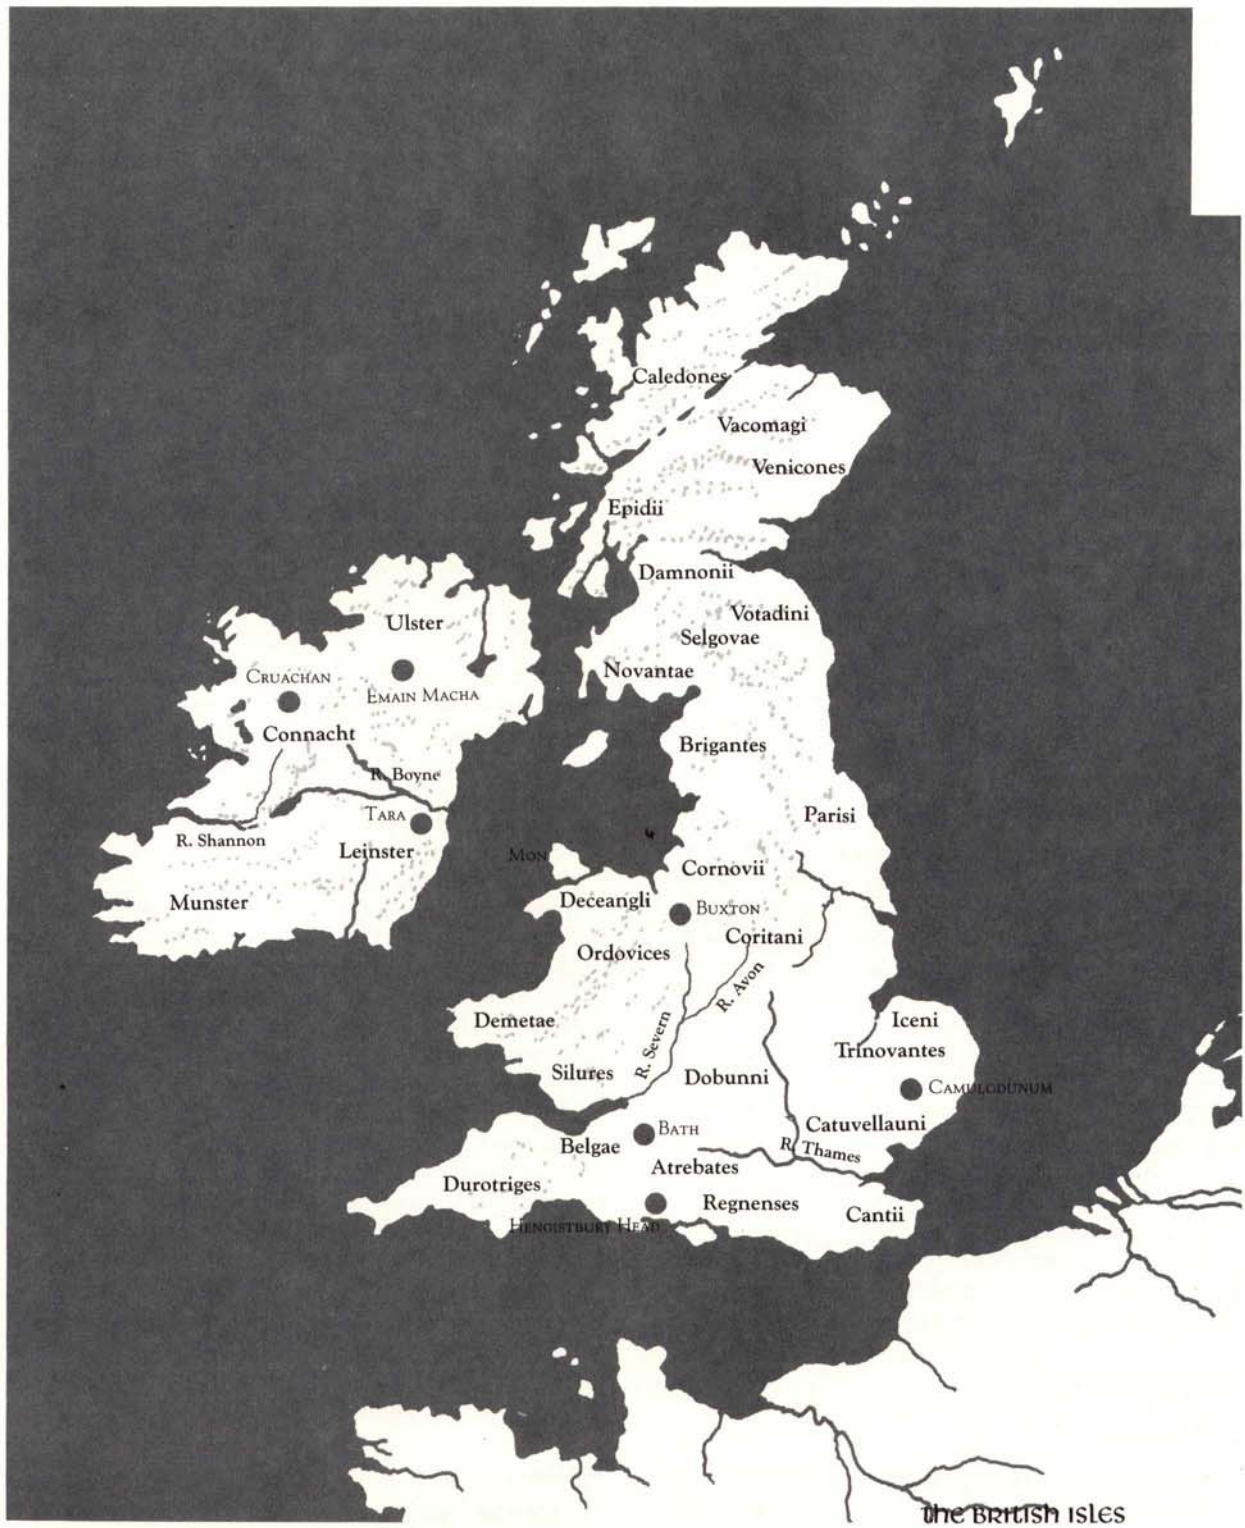 Caledones
Vacomagi
Venicones
Epidii
Damnonii
Votadini
Ulster
Selgovae
Novantae
CRUACHAN
EMAIN MACHA
Connacht
Brigantes
R. Boyne
TARA
Parisi
R. Shannon
Leinster
MON
Cornovii
Munster
Deceangli
BUXTON
Coritani
Ordovices
R. Avon
Demetae
Iceni
R. Severn
Trinovantes
Silures
Dobunni
CAMULODUNUM
Catuvellauni
BATH
Belgae
R. Thames
Atrebates
Durotriges
Regnenses
Cantii
HENGISTBURY HEAD
the BRITISH ISLES